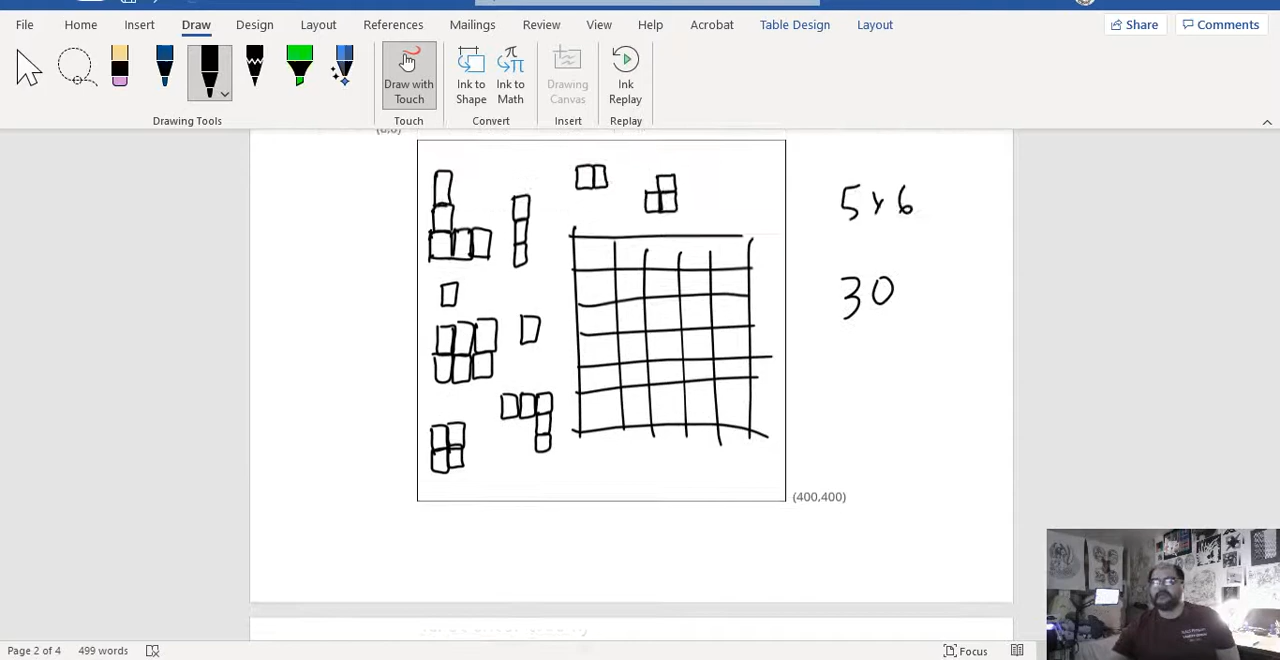 File Home Insert Draw Design Layout References Mailings Review View Help Acrobat Table Design Layout Share Comments
Draw with Touch
Ink to Shape
Ink to Math
Drawing Canvas
Ink Replay
Drawing Tools Touch Convert Insert Replay
5x6
30
(400,400)
Page 2 of 4 499 words Focus